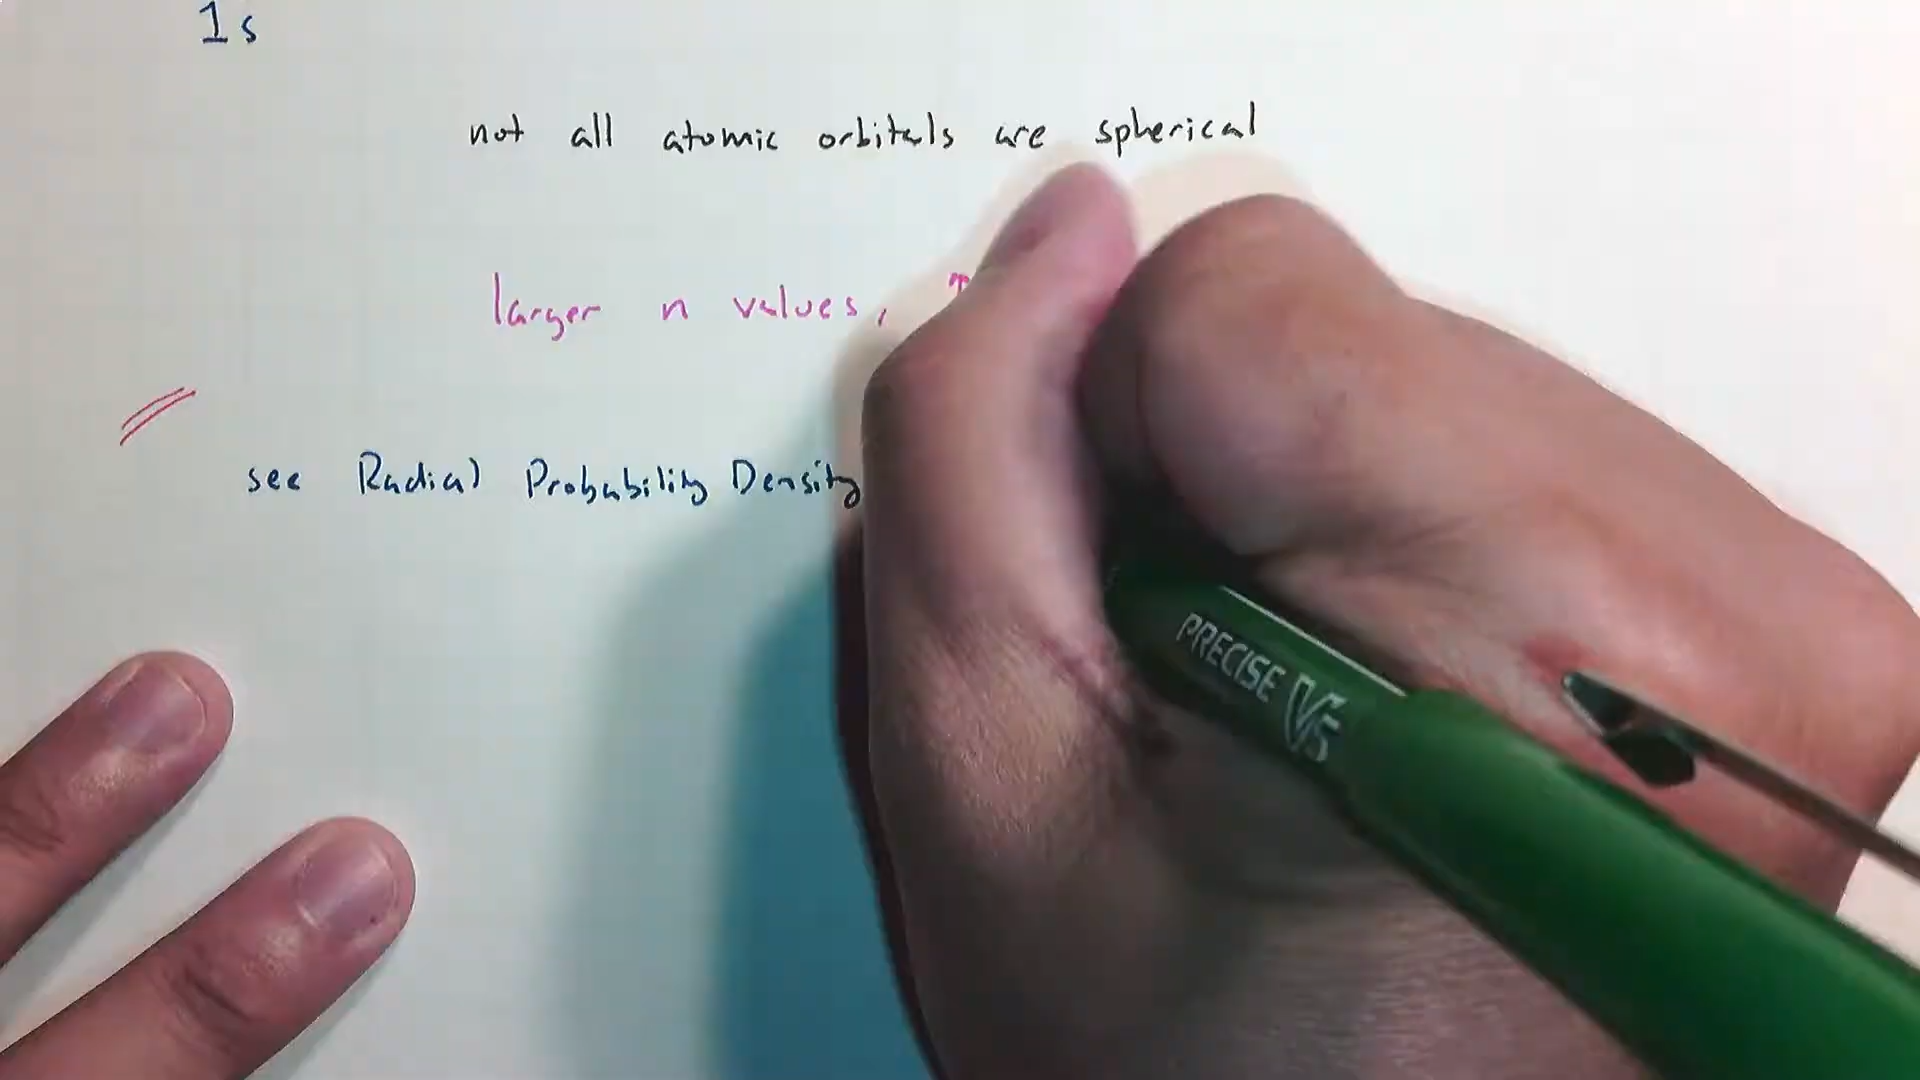 1s
not all atomic orbitals are spherical
larger n values, ↑
see Radial Probability Density
PRECISE V5